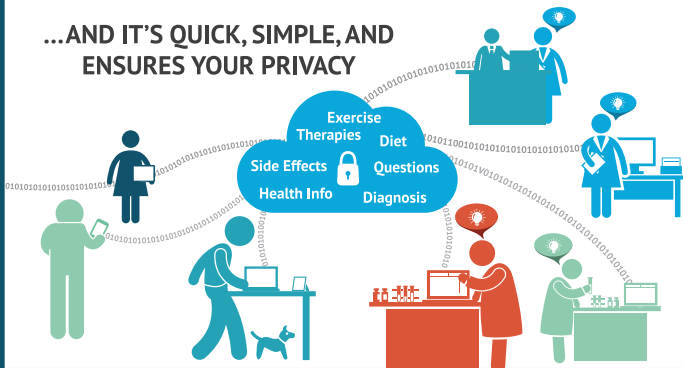 ...AND IT'S QUICK, SIMPLE, AND
ENSURES YOUR PRIVACY
Exercise
Therapies
Diet
Side Effects
Questions
Health Info
Diagnosis